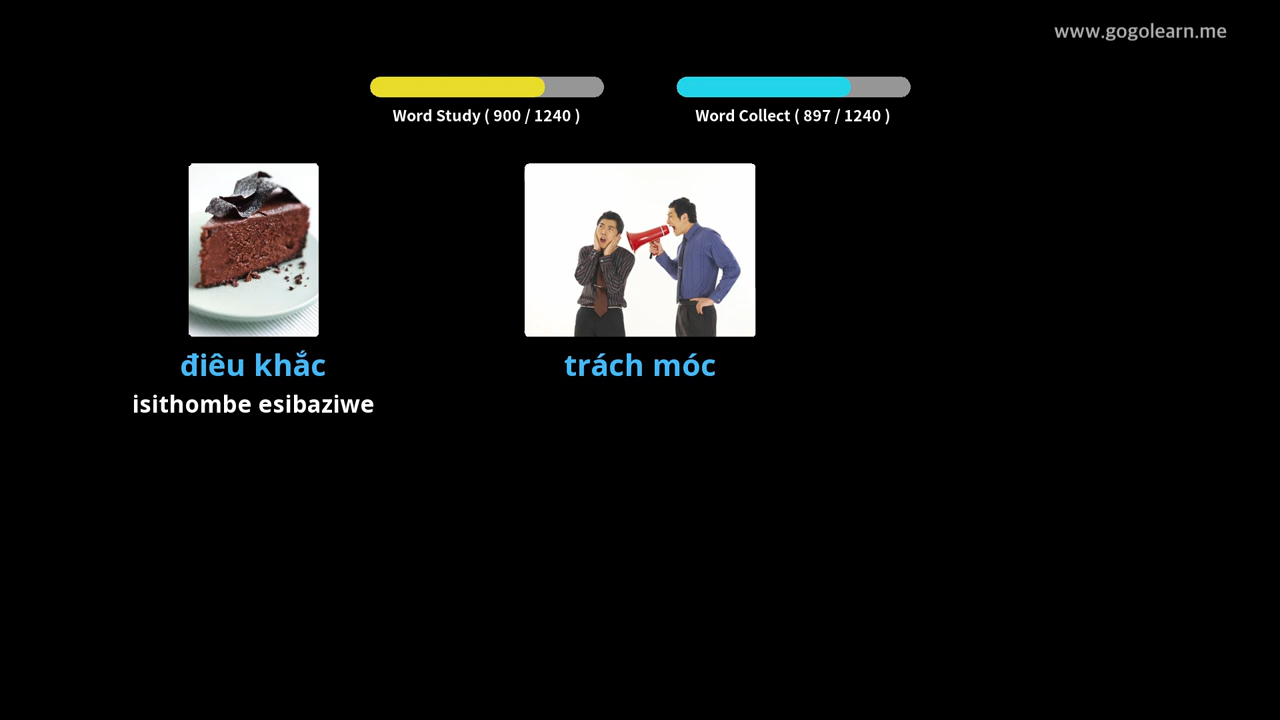 www.gogolearn.me
Word Study ( 900 / 1240 )
Word Collect ( 897 / 1240 )
điêu khắc
trách móc
isithombe esibaziwe